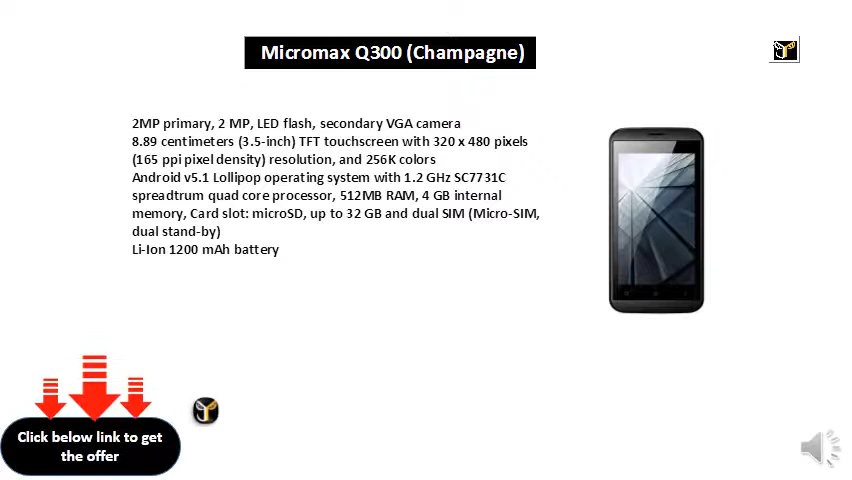 Micromax Q300 (Champagne)
2MP primary, 2 MP, LED flash, secondary VGA camera
8.89 centimeters (3.5-inch) TFT touchscreen with 320 x 480 pixels
(165 ppi pixel density) resolution, and 256K colors
Android v5.1 Lollipop operating system with 1.2 GHz SC7731C
spreadtrum quad core processor, 512MB RAM, 4 GB internal
memory, Card slot: microSD, up to 32 GB and dual SIM (Micro-SIM,
dual stand-by)
Li-Ion 1200 mAh battery
Click below link to get
the offer